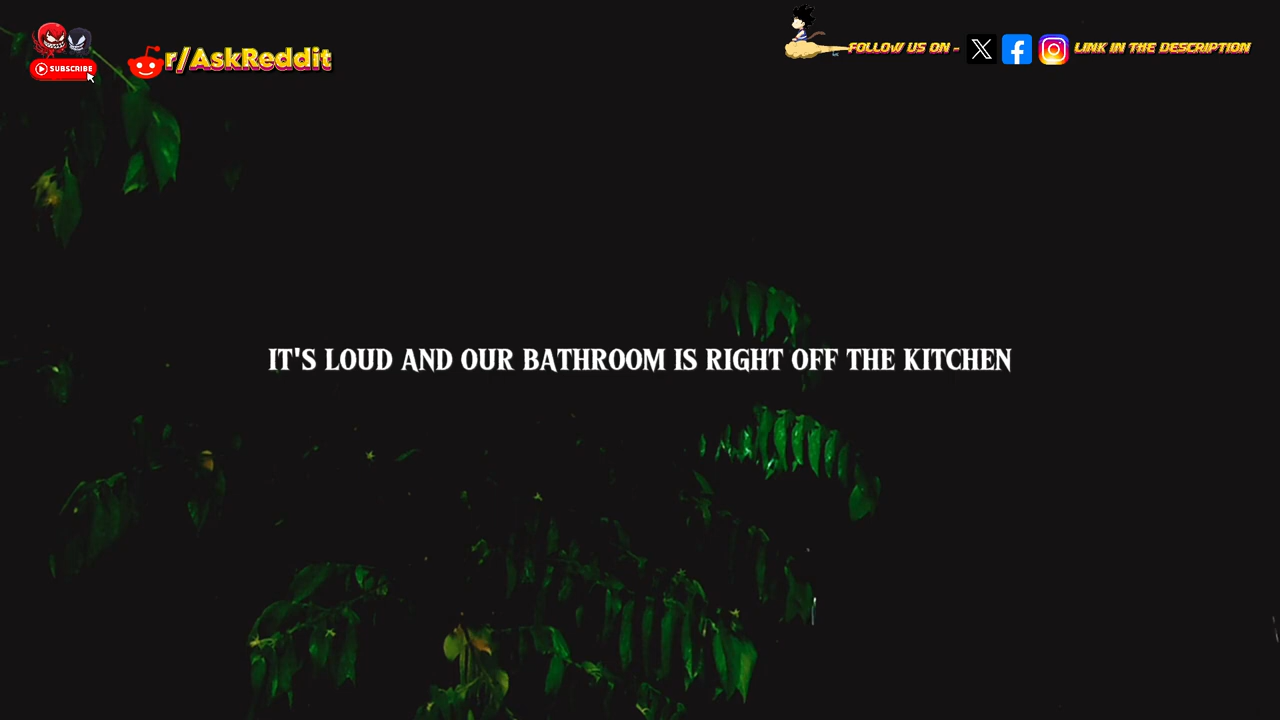 SUBSCRIBE
r/AskReddit
FOLLOW US ON -
LINK IN THE DESCRIPTION
IT'S LOUD AND OUR BATHROOM IS RIGHT OFF THE KITCHEN